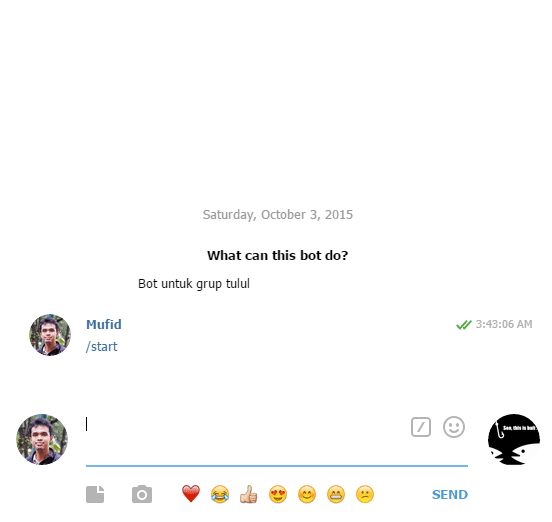 Saturday, October 3, 2015
What can this bot do?
Bot untuk grup tulul
Mufid
3:43:06 AM
/start
See, this is bait
SEND